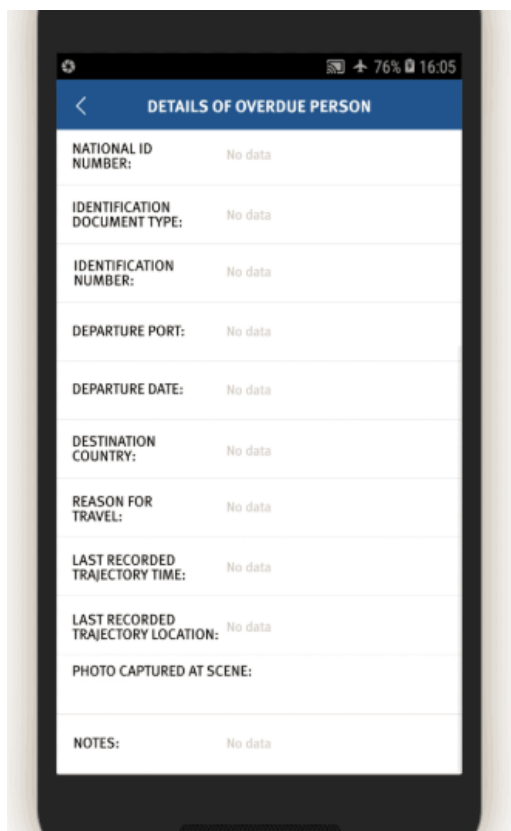 76% 16:05
DETAILS OF OVERDUE PERSON
NATIONAL ID
NUMBER:
No data
IDENTIFICATION
DOCUMENT TYPE:
No data
IDENTIFICATION
NUMBER:
No data
DEPARTURE PORT:
No data
DEPARTURE DATE:
No data
DESTINATION
COUNTRY:
No data
REASON FOR
TRAVEL:
No data
LAST RECORDED
TRAJECTORY TIME:
No data
LAST RECORDED
TRAJECTORY LOCATION:
No data
PHOTO CAPTURED AT SCENE:
NOTES:
No data